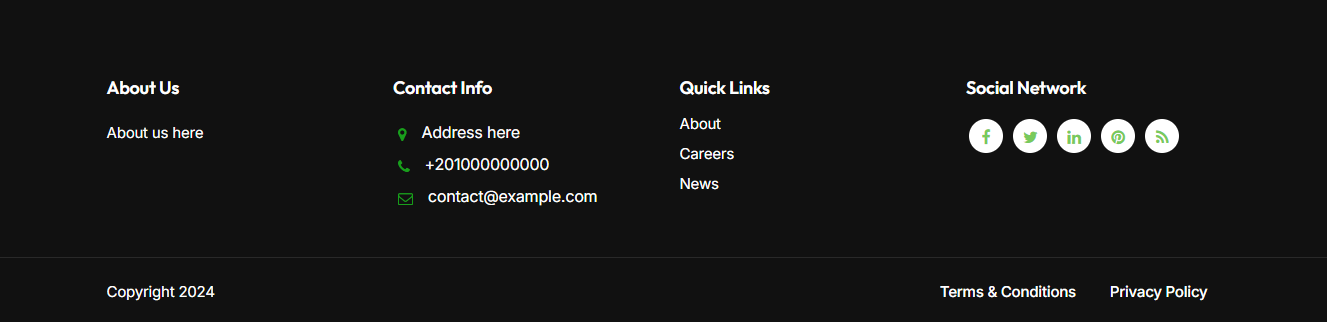 About Us
About us here
Contact Info
Address here
+201000000000
contact@example.com
Quick Links
About
Careers
News
Social Network
Copyright 2024
Terms & Conditions
Privacy Policy